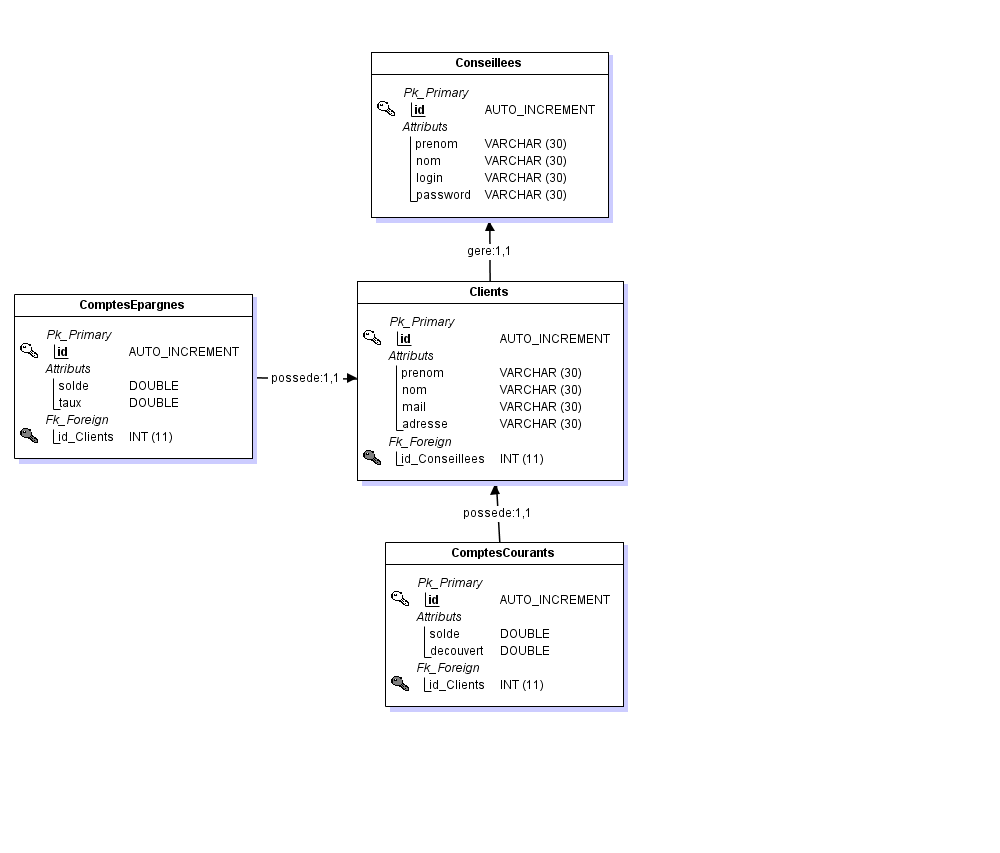 Conseillees
Pk_Primary
id AUTO_INCREMENT
Attributs
prenom VARCHAR (30)
nom VARCHAR (30)
login VARCHAR (30)
password VARCHAR (30)
gere:1,1
Clients
Pk_Primary
id AUTO_INCREMENT
Attributs
prenom VARCHAR (30)
nom VARCHAR (30)
mail VARCHAR (30)
adresse VARCHAR (30)
Fk_Foreign
id_Conseillees INT (11)
ComptesEpargnes
Pk_Primary
id AUTO_INCREMENT
Attributs
solde DOUBLE
taux DOUBLE
Fk_Foreign
id_Clients INT (11)
possede:1,1
possede:1,1
ComptesCourants
Pk_Primary
id AUTO_INCREMENT
Attributs
solde DOUBLE
decouvert DOUBLE
Fk_Foreign
id_Clients INT (11)